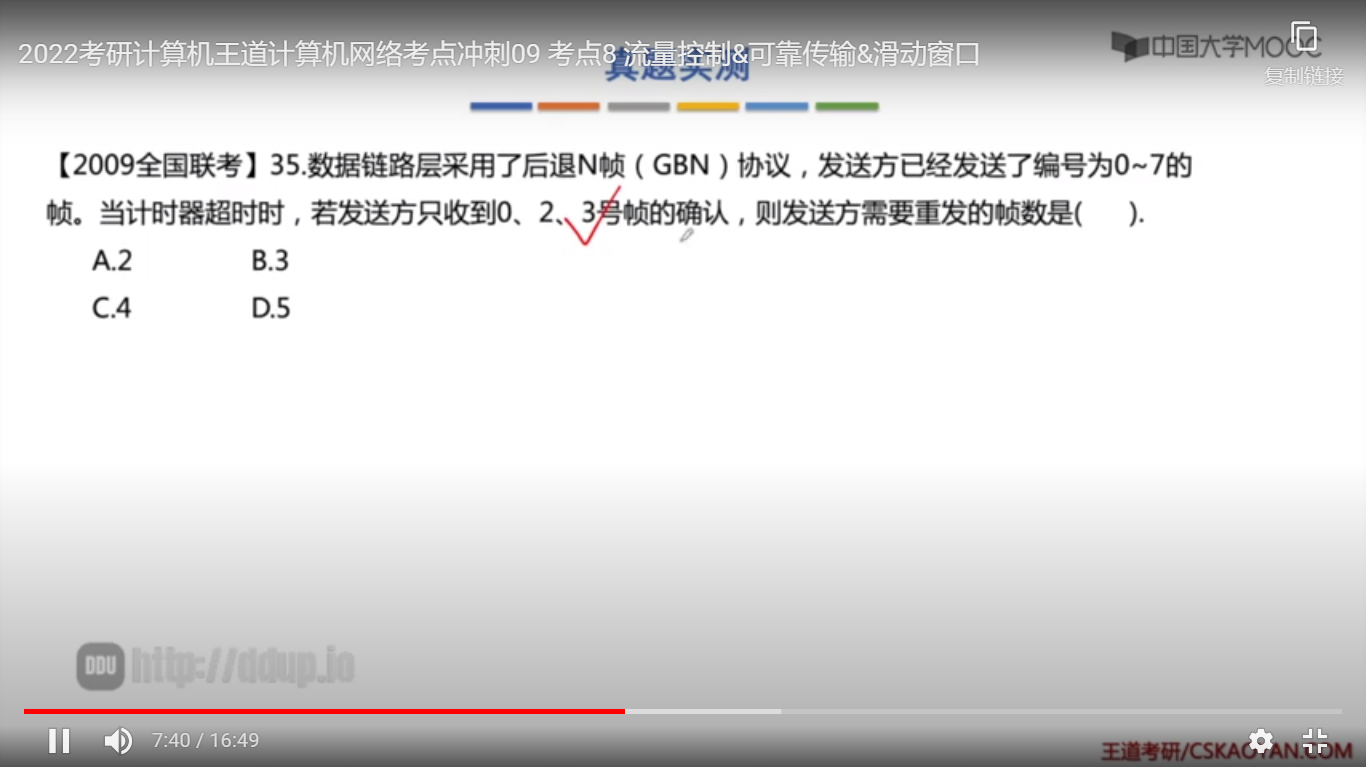 2022考研计算机王道计算机网络考点冲刺09 考点8 流量控制&可靠传输&滑动窗口
真题实测
中国大学MOOC
复制链接
【2009全国联考】35.数据链路层采用了后退N帧（GBN）协议，发送方已经发送了编号为0~7的
帧。当计时器超时时，若发送方只收到0、2、3号帧的确认，则发送方需要重发的帧数是( ).
A.2 B.3
C.4 D.5
DDU http://ddup.io
7:40 / 16:49
王道考研/CSKAOYAN.COM